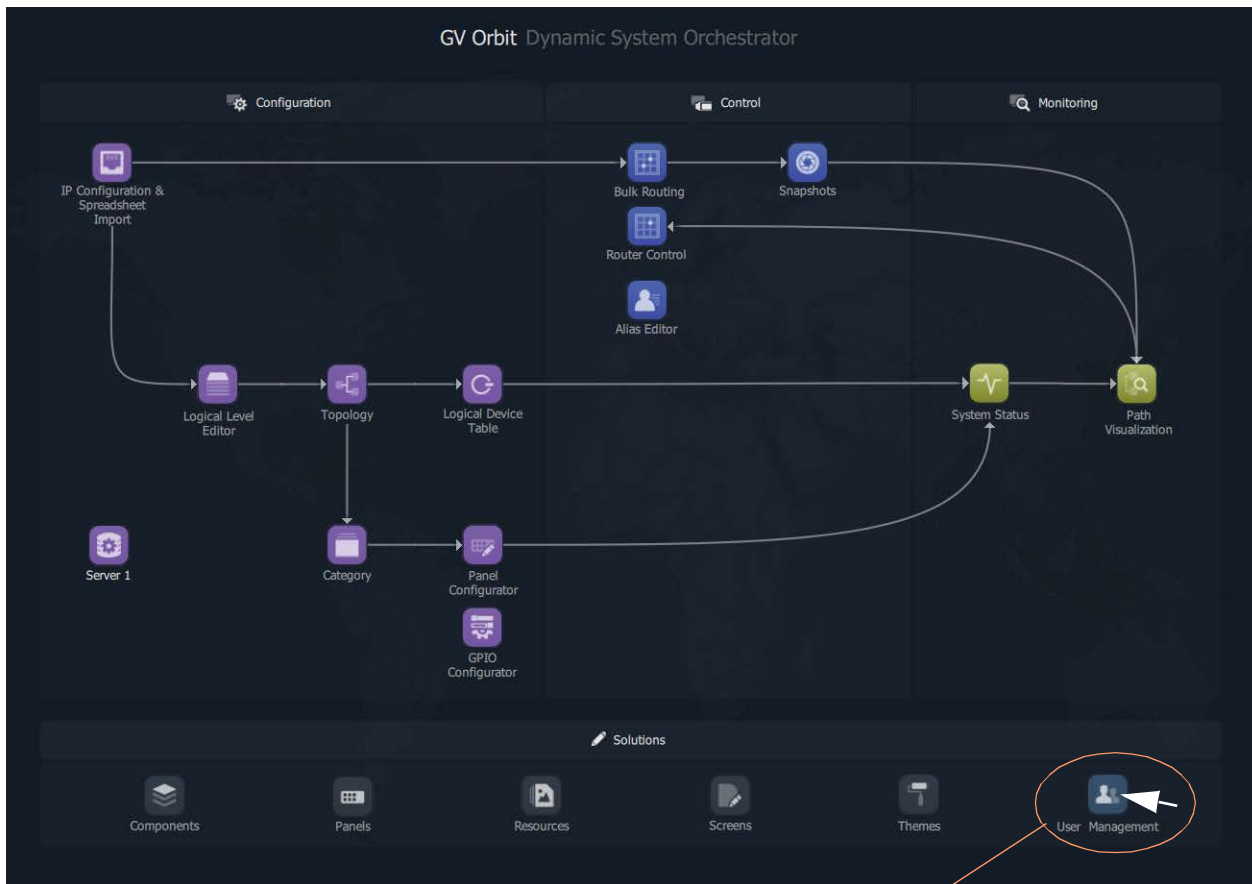 GV Orbit Dynamic System Orchestrator
Configuration
Control
Monitoring
IP Configuration &
Spreadsheet
Import
Bulk Routing
Snapshots
Router Control
Alias Editor
Logical Level
Editor
Topology
Logical Device
Table
System Status
Path
Visualization
Server 1
Category
Panel
Configurator
GPIO
Configurator
Solutions
Components
Panels
Resources
Screens
Themes
User Management